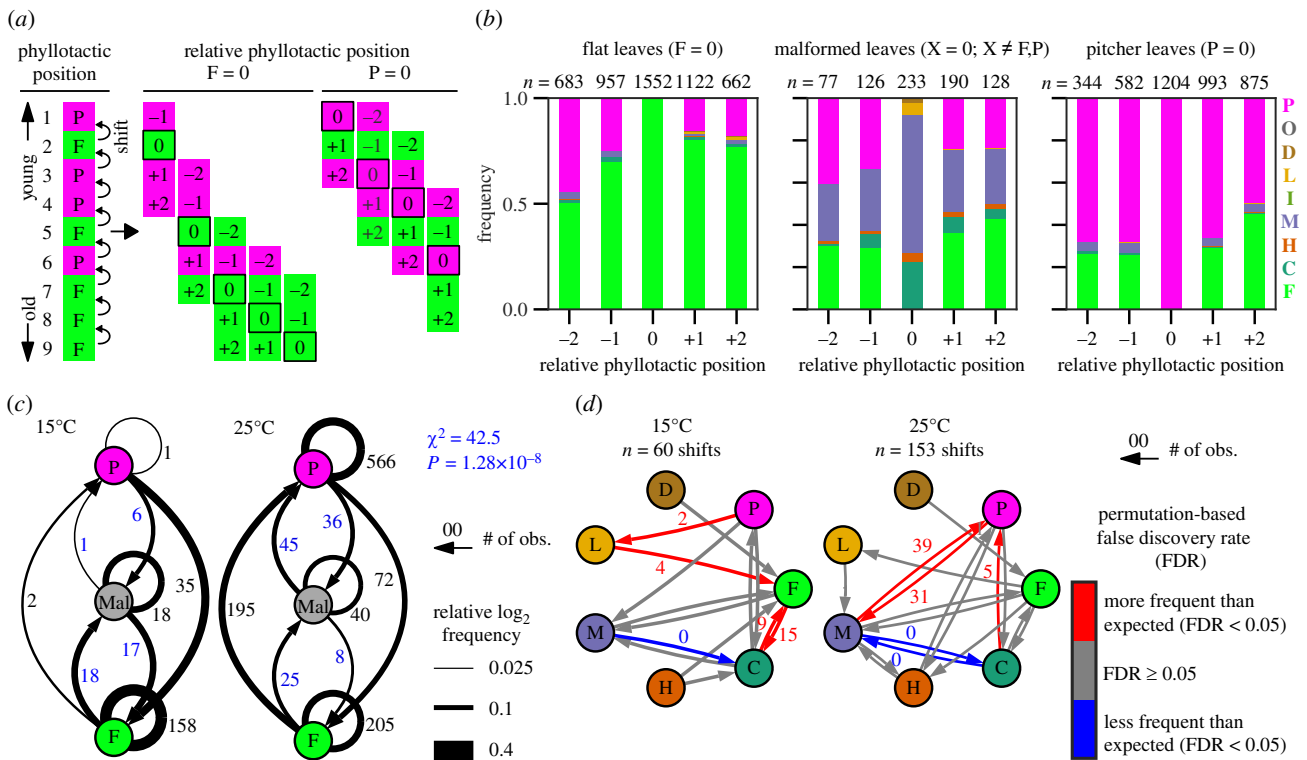 (a)
phyllotactic position
relative phyllotactic position
F = 0
P = 0
young
old
shift
1 P −1 0 −2
2 F 0 +1 −1 −2
3 P +1 −2 +2 0 −1
4 P +2 −1 +1 0 −2
5 F 0 −2 +2 +1 −1
6 P +1 −1 −2 +2 0
7 F +2 0 −1 −2 +1
8 F +1 0 −1 +2
9 F +2 +1 0
(b)
flat leaves (F = 0)
n = 683 957 1552 1122 662
malformed leaves (X = 0; X ≠ F,P)
n = 77 126 233 190 128
pitcher leaves (P = 0)
n = 344 582 1204 993 875
frequency
1.0
0.5
0.0
−2 −1 0 +1 +2
relative phyllotactic position
−2 −1 0 +1 +2
relative phyllotactic position
−2 −1 0 +1 +2
relative phyllotactic position
P
O
D
L
I
M
H
C
F
(c)
15°C
P
Mal
F
1
6
1
2
18
35
17
18
158
25°C
P
Mal
F
566
36
45
195
40
72
8
25
205
χ2 = 42.5
P = 1.28×10–8
00
# of obs.
relative log2
frequency
0.025
0.1
0.4
(d)
15°C
n = 60 shifts
D
P
L
F
M
C
H
2
4
0
9
15
25°C
n = 153 shifts
D
P
L
F
M
C
H
39
31
5
0
0
00
# of obs.
permutation-based
false discovery rate
(FDR)
more frequent than
expected (FDR < 0.05)
FDR ≥ 0.05
less frequent than
expected (FDR < 0.05)